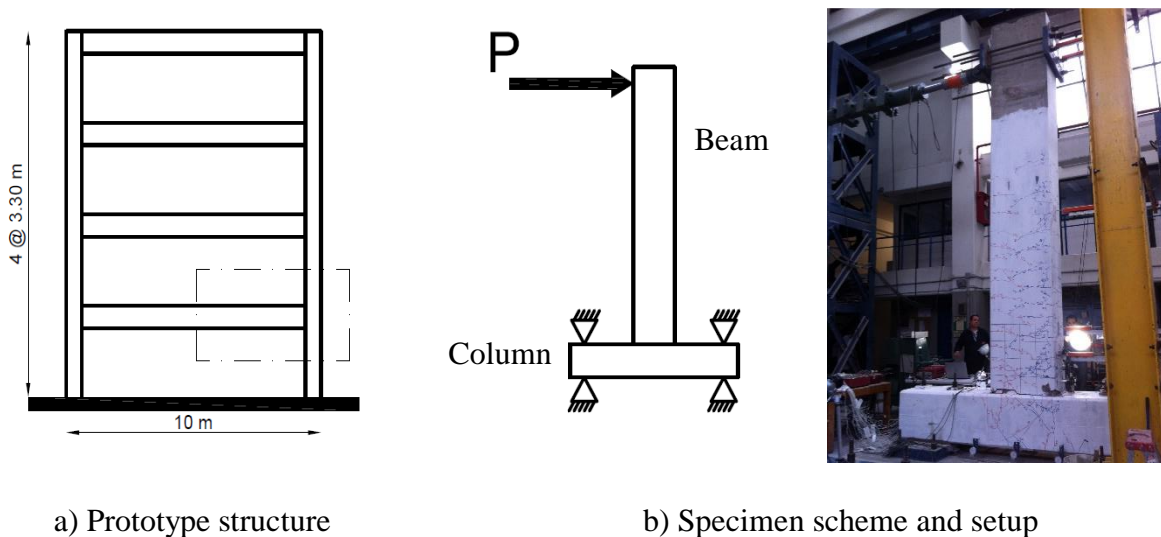 4 @ 3.30 m
10 m
P
Beam
Column
a) Prototype structure
b) Specimen scheme and setup